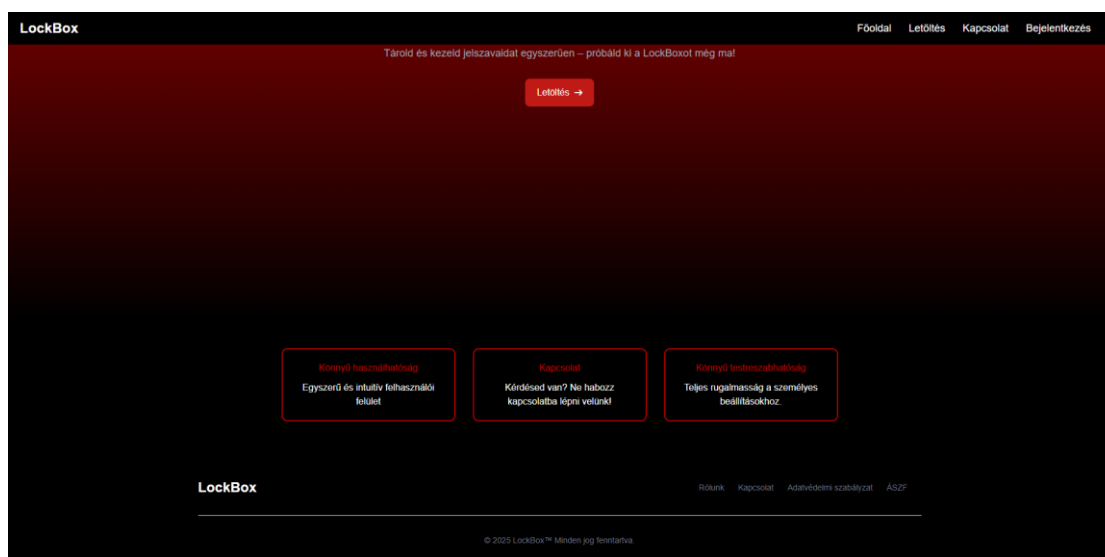 LockBox
Főoldal Letöltés Kapcsolat Bejelentkezés
Tárold és kezeld jelszavaidat egyszerűen – próbáld ki a LockBoxot még ma!
Letöltés →
Könnyű használhatóság
Egyszerű és intuitív felhasználói
felület
Kapcsolat
Kérdésed van? Ne habozz
kapcsolatba lépni velünk!
Könnyű testreszabhatóság
Teljes rugalmasság a személyes
beállításokhoz.
LockBox
Rólunk Kapcsolat Adatvédelmi szabályzat ÁSZF
© 2025 LockBox™ Minden jog fenntartva.